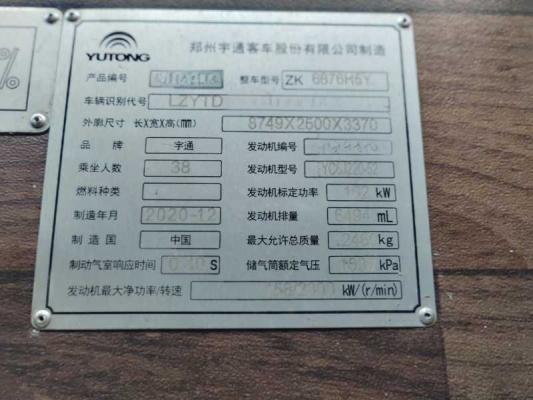 %
YUTONG 郑州宇通客车股份有限公司制造
产品编号 整车型号 ZK 6876H5Y
车辆识别代号 LZYTD
外廓尺寸 长X宽X高(mm) 8749X2500X3370
品牌 宇通 发动机编号
乘坐人数 38 发动机型号
燃料种类 发动机标定功率 162 kW
制造年月 2020-12 发动机排量 6494 mL
制造国 中国 最大允许总质量 kg
制动气室响应时间 0.40 S 储气筒额定气压 kPa
发动机最大净功率/转速 kW/(r/min)